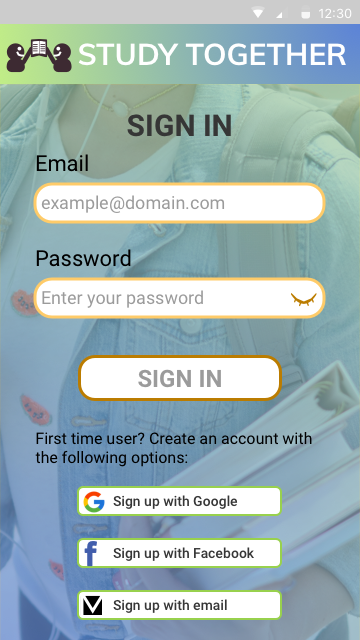 12:30
STUDY TOGETHER
SIGN IN
Email
example@domain.com
Password
Enter your password
SIGN IN
First time user? Create an account with
the following options:
Sign up with Google
Sign up with Facebook
Sign up with email